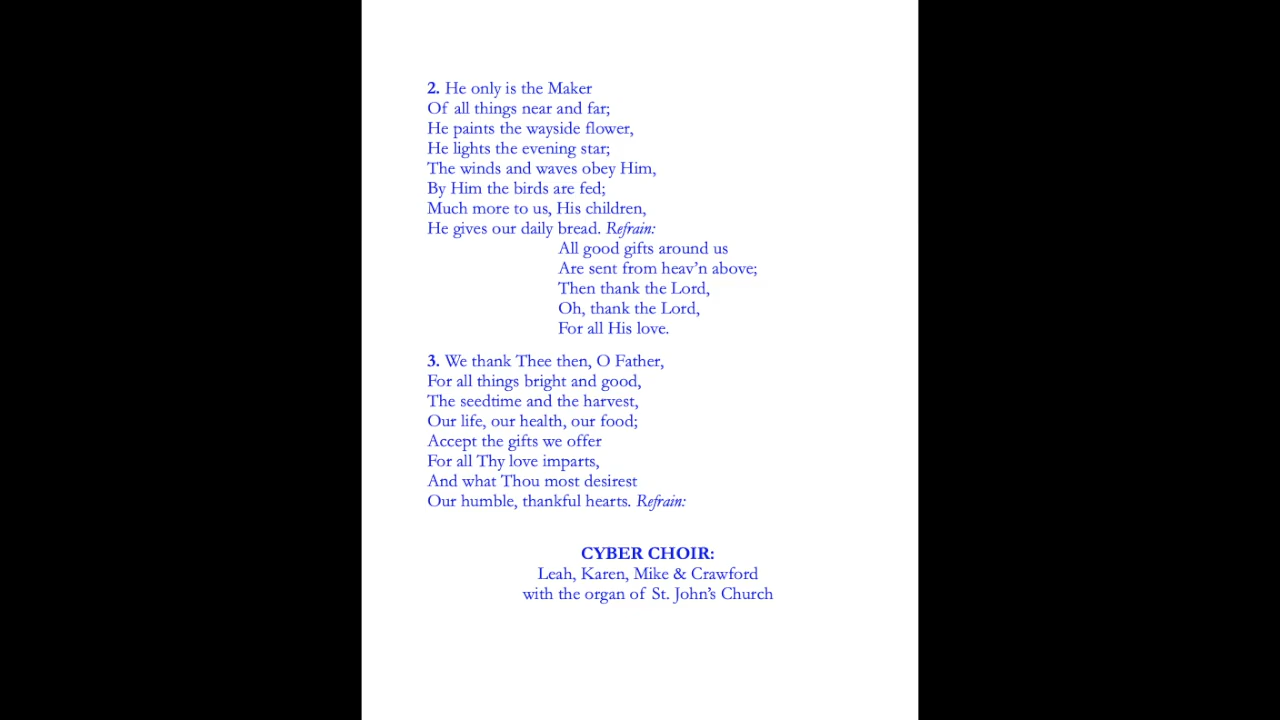 2. He only is the Maker
Of all things near and far;
He paints the wayside flower,
He lights the evening star;
The winds and waves obey Him,
By Him the birds are fed;
Much more to us, His children,
He gives our daily bread. Refrain:
All good gifts around us
Are sent from heav’n above;
Then thank the Lord,
Oh, thank the Lord,
For all His love.
3. We thank Thee then, O Father,
For all things bright and good,
The seedtime and the harvest,
Our life, our health, our food;
Accept the gifts we offer
For all Thy love imparts,
And what Thou most desirest
Our humble, thankful hearts. Refrain:
CYBER CHOIR:
Leah, Karen, Mike & Crawford
with the organ of St. John’s Church